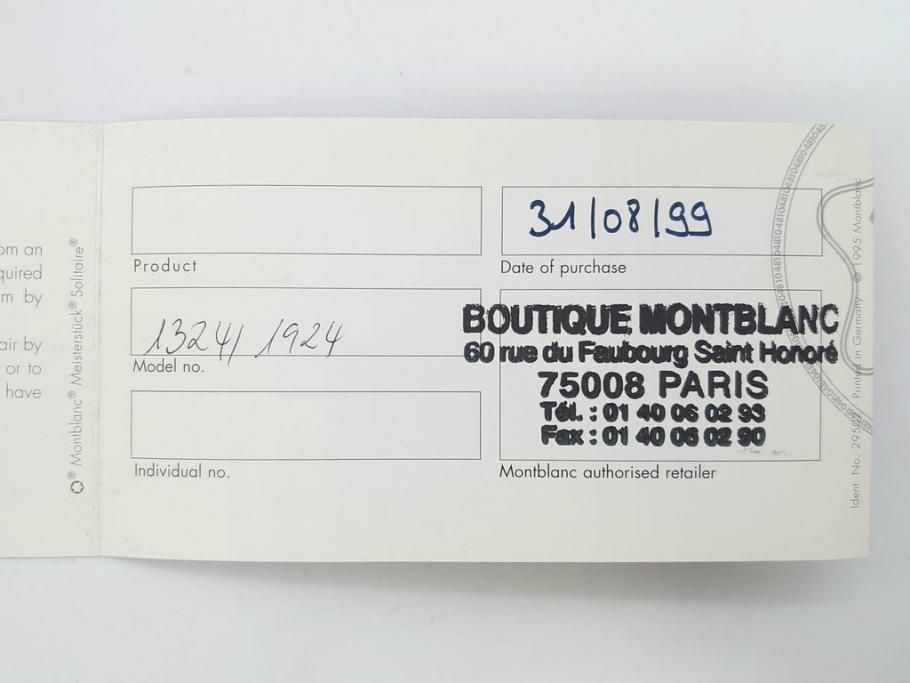 om an
quired
m by
air by
or to
have
® Montblanc® Meisterstück® Solitaire®
Product
31/08/99
Date of purchase
1324/ 1924
Model no.
Individual no.
BOUTIQUE MONTBLANC
60 rue du Faubourg Saint Honoré
75008 PARIS
Tél. : 01 40 06 02 93
Fax : 01 40 06 02 90
Montblanc authorised retailer
Ident. No. Printed in Germany © 1995 Montblanc